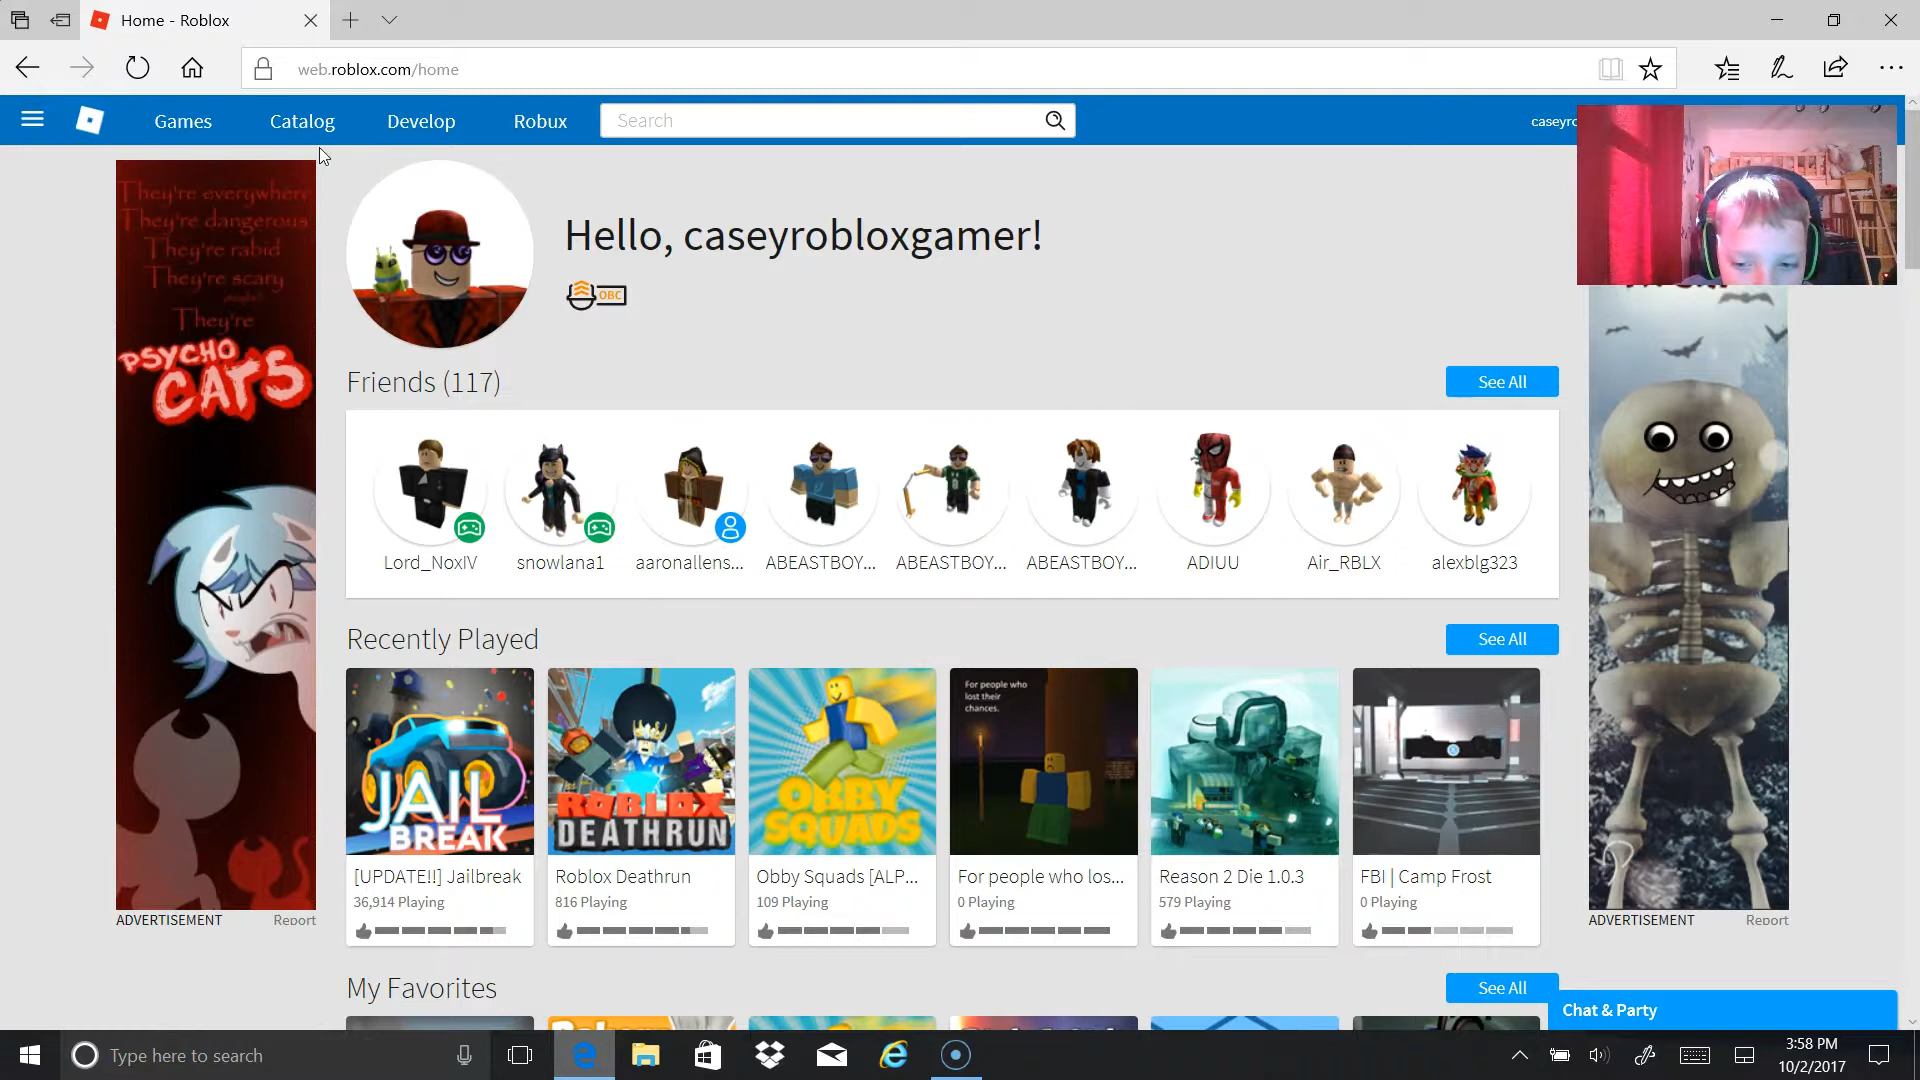 Home - Roblox
web.roblox.com/home
Games
Catalog
Develop
Robux
Search
caseyro
They're everywhere
They're dangerous
They're rabid
They're scary
They're
PSYCHO
CATS
ADVERTISEMENT
Report
Hello, caseyrobloxgamer!
OBC
Friends (117)
See All
Lord_NoxIV
snowlana1
aaronallens...
ABEASTBOY...
ABEASTBOY...
ABEASTBOY...
ADIUU
Air_RBLX
alexblg323
Recently Played
See All
JAIL
BREAK
ROBLOX
DEATHRUN
OBBY
SQUADS
For people who
lost their
chances.
[UPDATE!!] Jailbreak
36,914 Playing
Roblox Deathrun
816 Playing
Obby Squads [ALP...
109 Playing
For people who los...
0 Playing
Reason 2 Die 1.0.3
579 Playing
FBI | Camp Frost
0 Playing
ADVERTISEMENT
Report
My Favorites
See All
Chat & Party
Type here to search
3:58 PM
10/2/2017